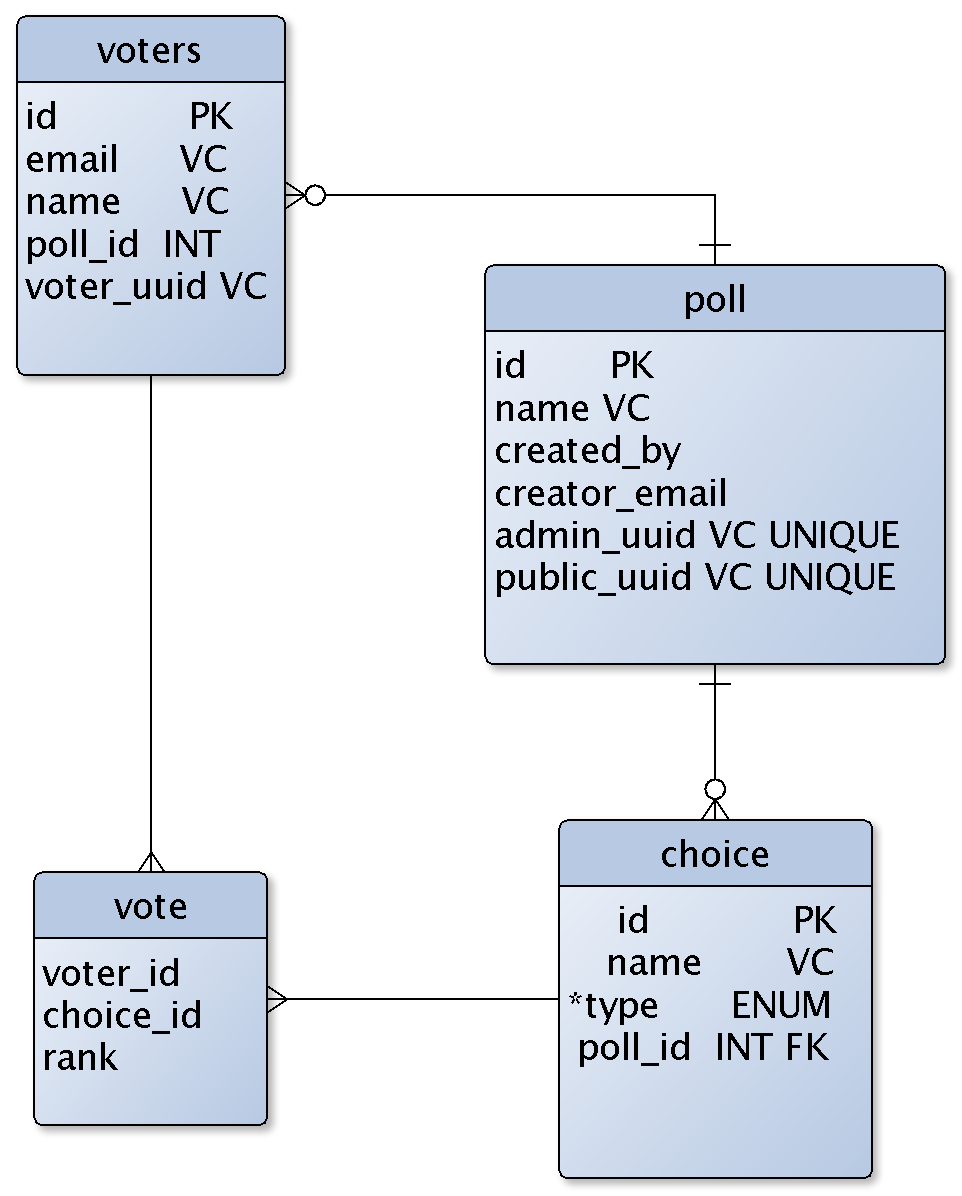 voters
id PK
email VC
name VC
poll_id INT
voter_uuid VC
poll
id PK
name VC
created_by
creator_email
admin_uuid VC UNIQUE
public_uuid VC UNIQUE
choice
id PK
name VC
*type ENUM
poll_id INT FK
vote
voter_id
choice_id
rank